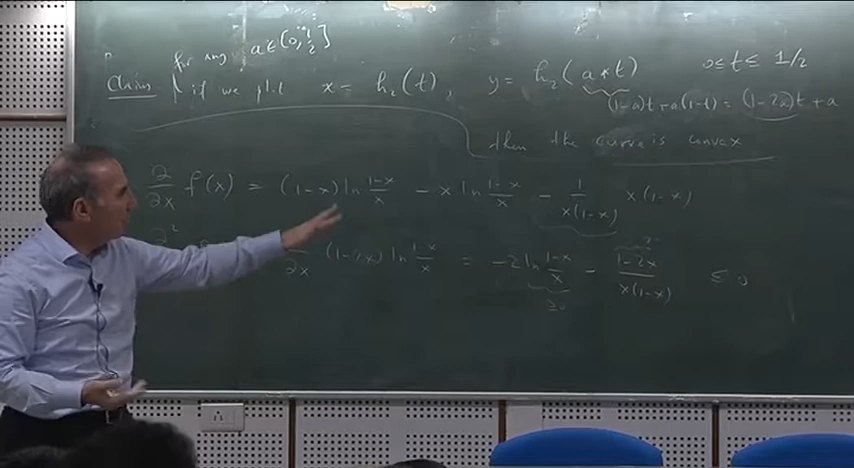 for any a ∈ [0, 1/2]
Claim if we plot x = h₂(t), y = h₂(a * t) 0 ≤ t ≤ 1/2
(1-a)t + a(1-t) = (1-2a)t + a
then the curve is convex
∂/∂x f(x) = (1-x) ln (1-x)/x - x ln (1-x)/x - 1/(x(1-x)) x(1-x)
∂/∂x (1-2x) ln (1-x)/x = -2 ln (1-x)/x - (1-2x)/(x(1-x)) ≤ 0
≥0